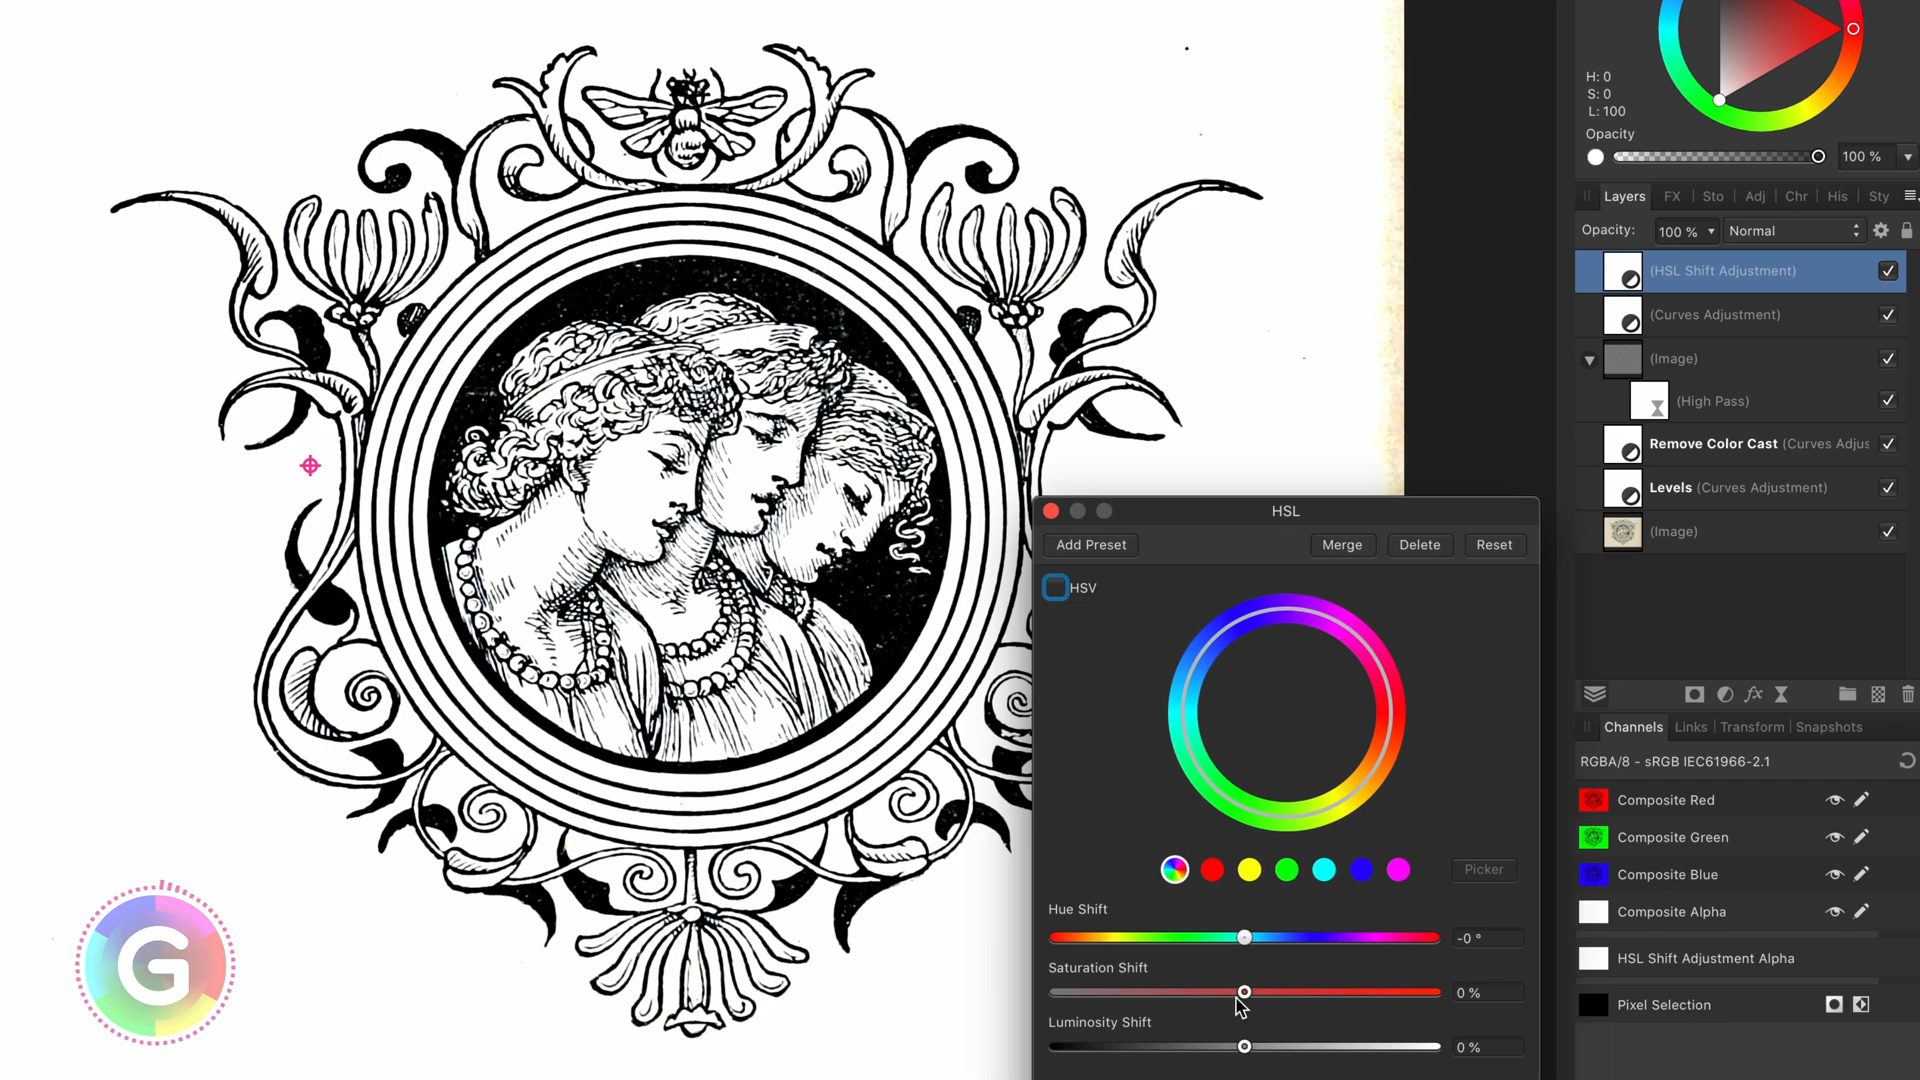 H: 0
S: 0
L: 100
Opacity
100 %
Layers FX Sto Adj Chr His Sty
Opacity: 100 % Normal
(HSL Shift Adjustment)
(Curves Adjustment)
(Image)
(High Pass)
Remove Color Cast (Curves Adjus
Levels (Curves Adjustment)
(Image)
fx
Channels Links Transform Snapshots
RGBA/8 - sRGB IEC61966-2.1
Composite Red
Composite Green
Composite Blue
Composite Alpha
HSL Shift Adjustment Alpha
Pixel Selection
HSL
Add Preset Merge Delete Reset
HSV
Picker
Hue Shift
-0 °
Saturation Shift
0 %
Luminosity Shift
0 %
G